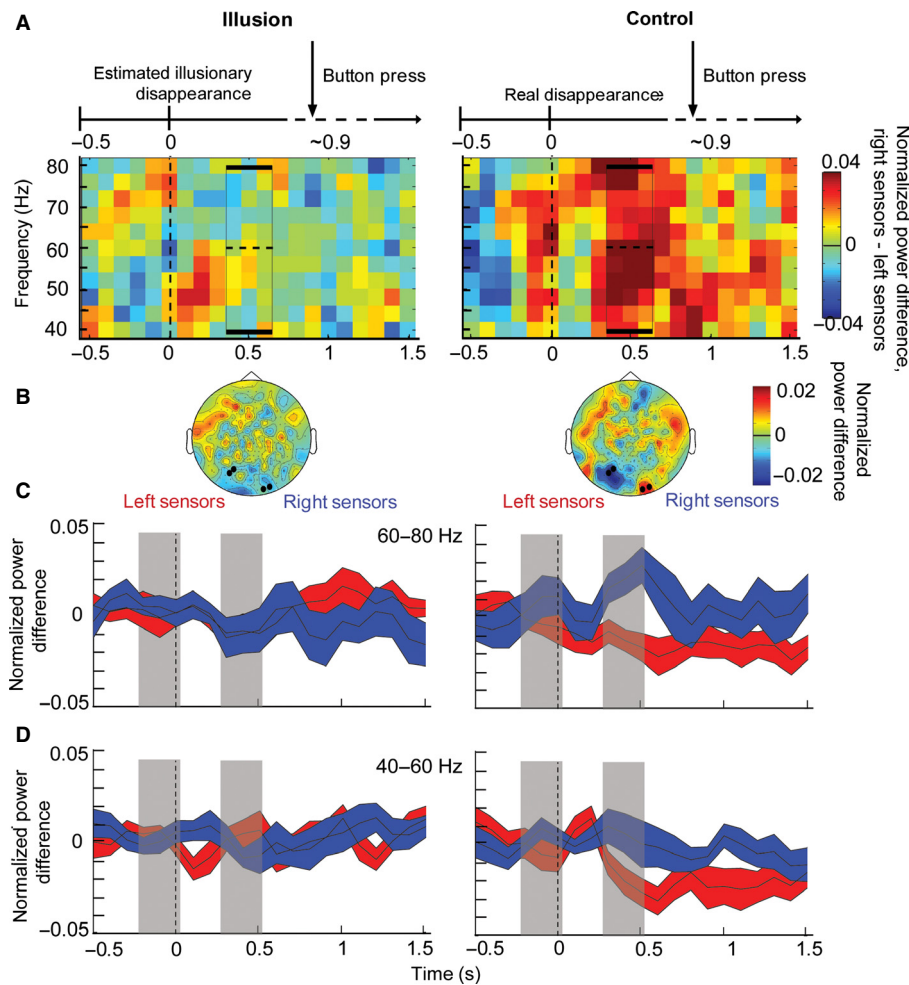 A
Illusion
Control
Estimated illusionary
disappearance
Button press
Real disappearance
Button press
−0.5
0
~0.9
−0.5
0
~0.9
Frequency (Hz)
80
70
60
50
40
−0.5
0
0.5
1
1.5
−0.5
0
0.5
1
1.5
0.04
0
−0.04
Normalized power difference,
right sensors - left sensors
B
0.02
0
−0.02
Normalized
power difference
C
Left sensors
Right sensors
Left sensors
Right sensors
60–80 Hz
Normalized power
difference
0.05
0
−0.05
D
40–60 Hz
Normalized power
difference
0.05
0
−0.05
−0.5
0
0.5
1
1.5
−0.5
0
0.5
1
1.5
Time (s)